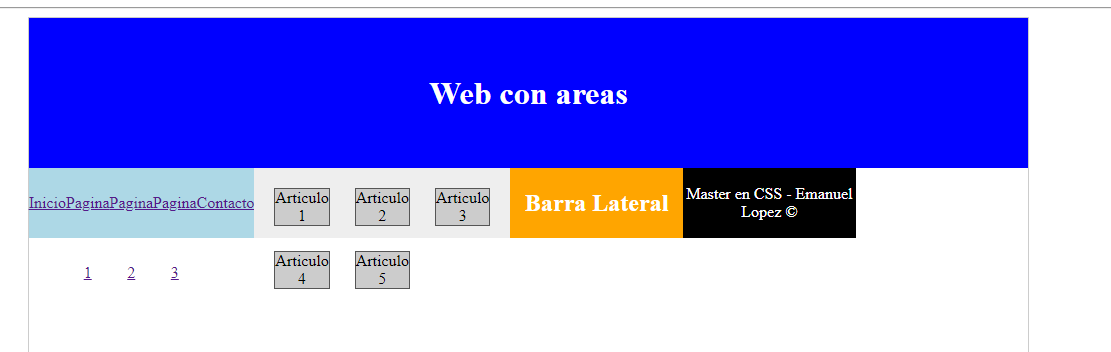 Web con areas
InicioPaginaPaginaPaginaContacto
1 2 3
Articulo
1
Articulo
2
Articulo
3
Articulo
4
Articulo
5
Barra Lateral
Master en CSS - Emanuel
Lopez ©